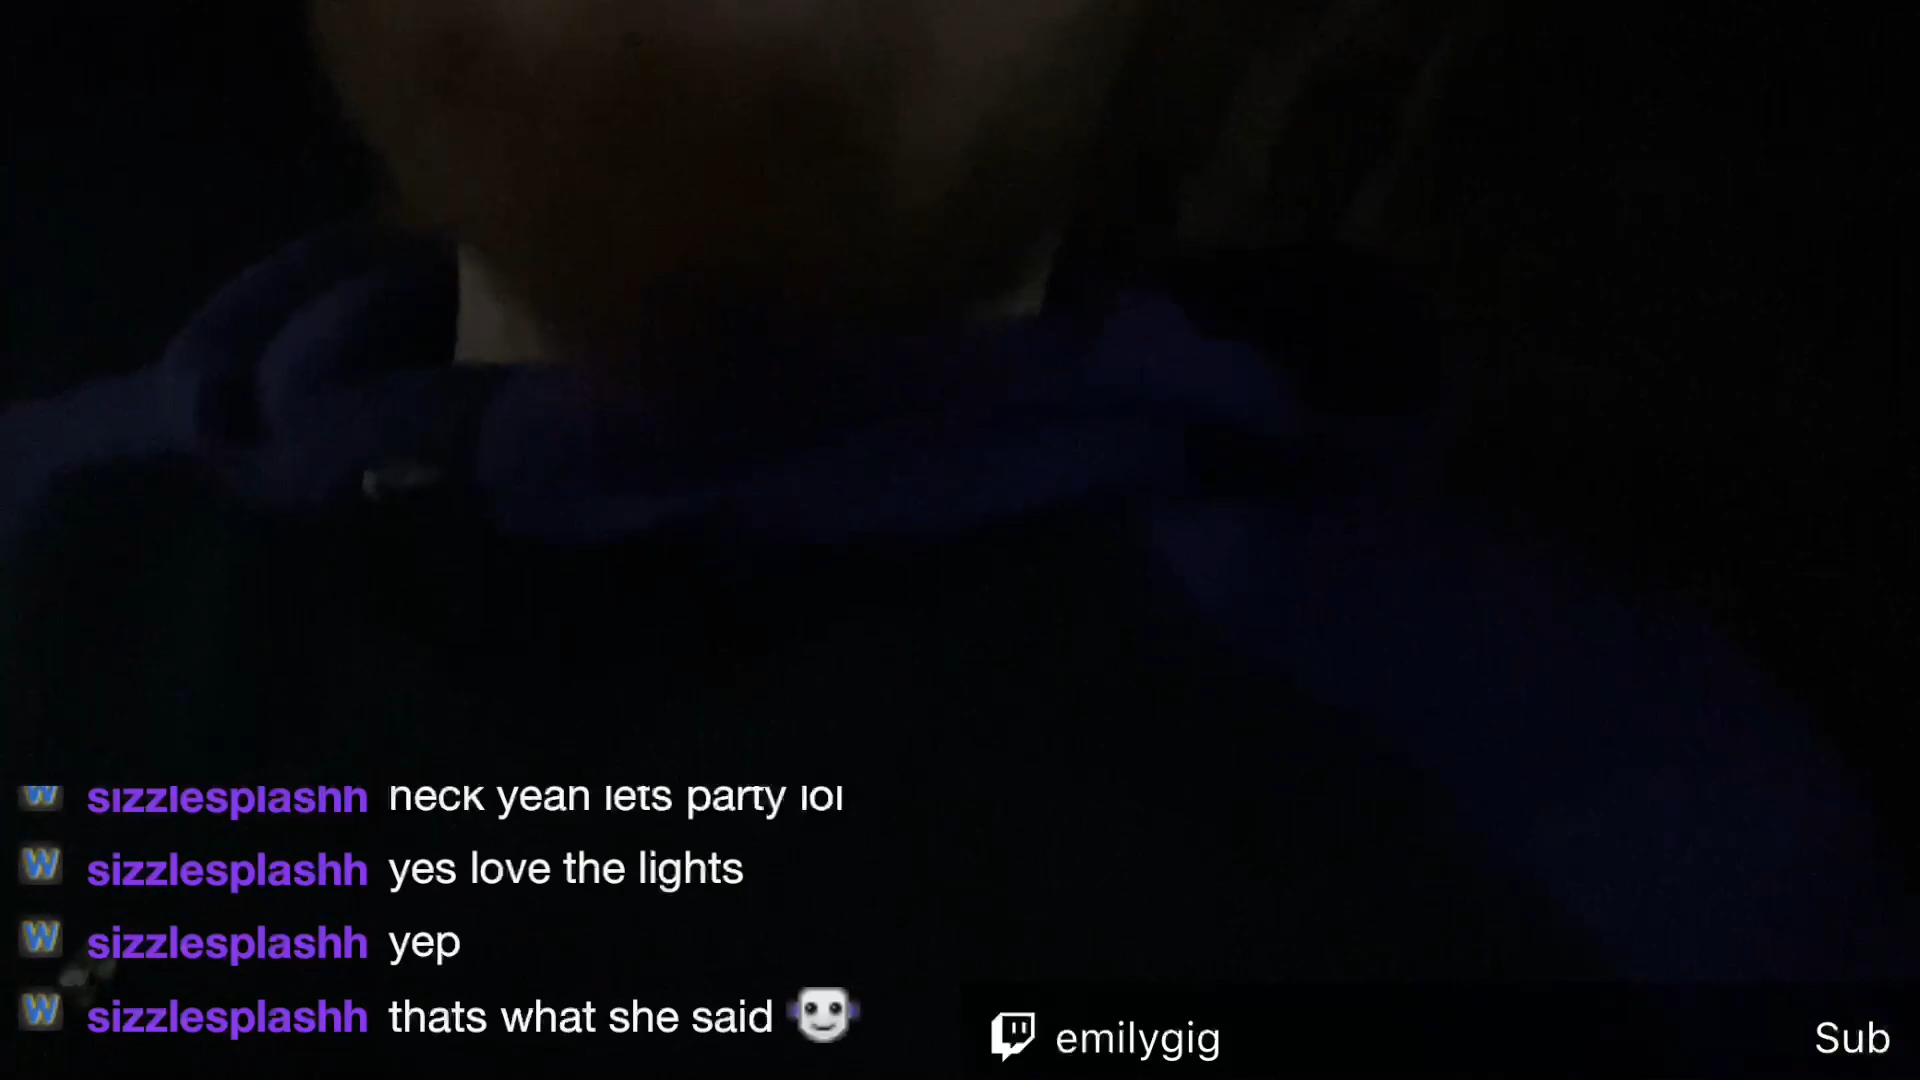 sizzlesplashh heck yeah lets party lol
sizzlesplashh yes love the lights
sizzlesplashh yep
sizzlesplashh thats what she said
emilygig
Sub